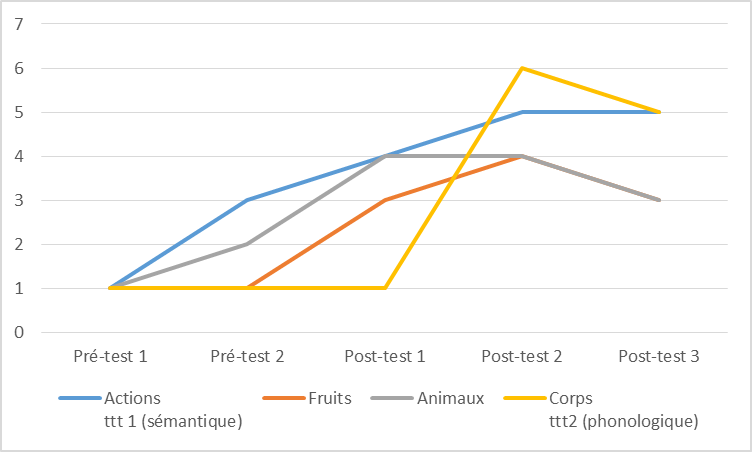 7
6
5
4
3
2
1
0
Pré-test 1 Pré-test 2 Post-test 1 Post-test 2 Post-test 3
Actions Fruits Animaux Corps
ttt 1 (sémantique) ttt2 (phonologique)